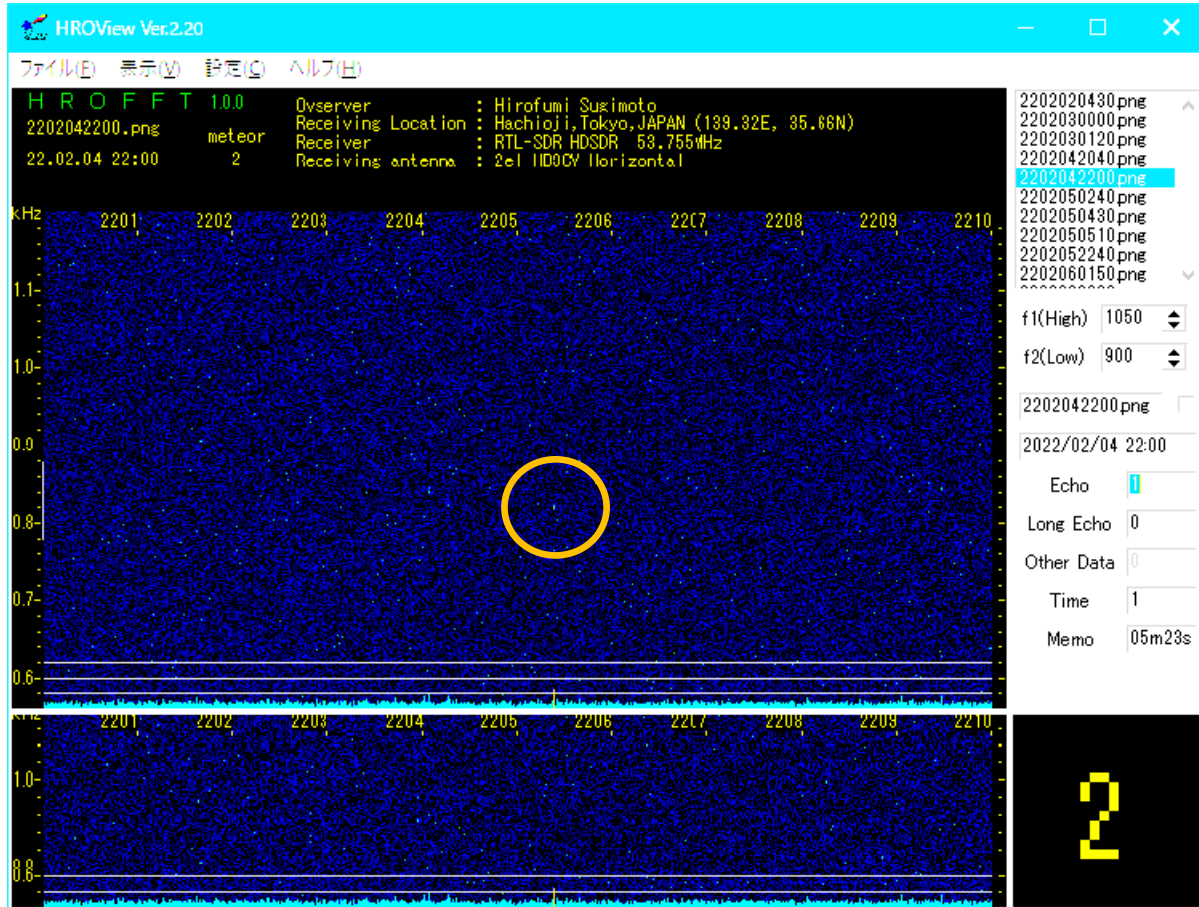 HROView Ver.2.20
ファイル(F) 表示(V) 設定(C) ヘルプ(H)
H R O F F T 1.0.0
2202042200.png
meteor
22.02.04 22:00
2
Ovserver : Hirofumi Sugimoto
Receiving Location : Hachioji,Tokyo,JAPAN (139.32E, 35.66N)
Receiver : RTL-SDR HDSDR 53.755MHz
Receiving antenna : 2el Horizontal
kHz 2201 2202 2203 2204 2205 2206 2207 2208 2209 2210
1.1
1.0
0.9
0.8
0.7
0.6
kHz 2201 2202 2203 2204 2205 2206 2207 2208 2209 2210
1.0
0.6
2202020430.png
2202030000.png
2202030120.png
2202042040.png
2202042200.png
2202050240.png
2202050430.png
2202050510.png
2202052240.png
2202060150.png
f1(High) 1050
f2(Low) 900
2202042200.png
2022/02/04 22:00
Echo 1
Long Echo 0
Other Data 0
Time 1
Memo 05m23s
2